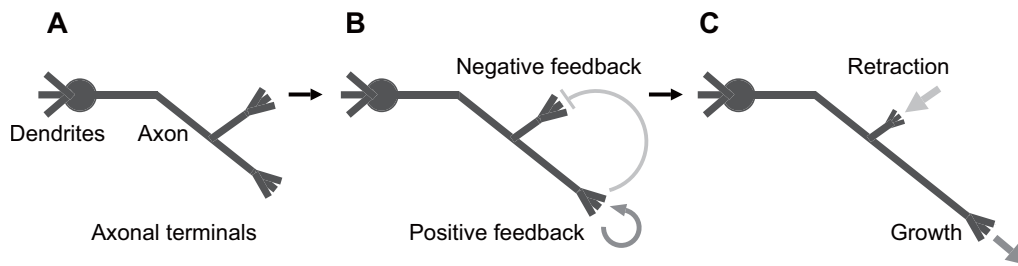 A
B
C
Negative feedback
Retraction
Dendrites
Axon
Axonal terminals
Positive feedback
Growth